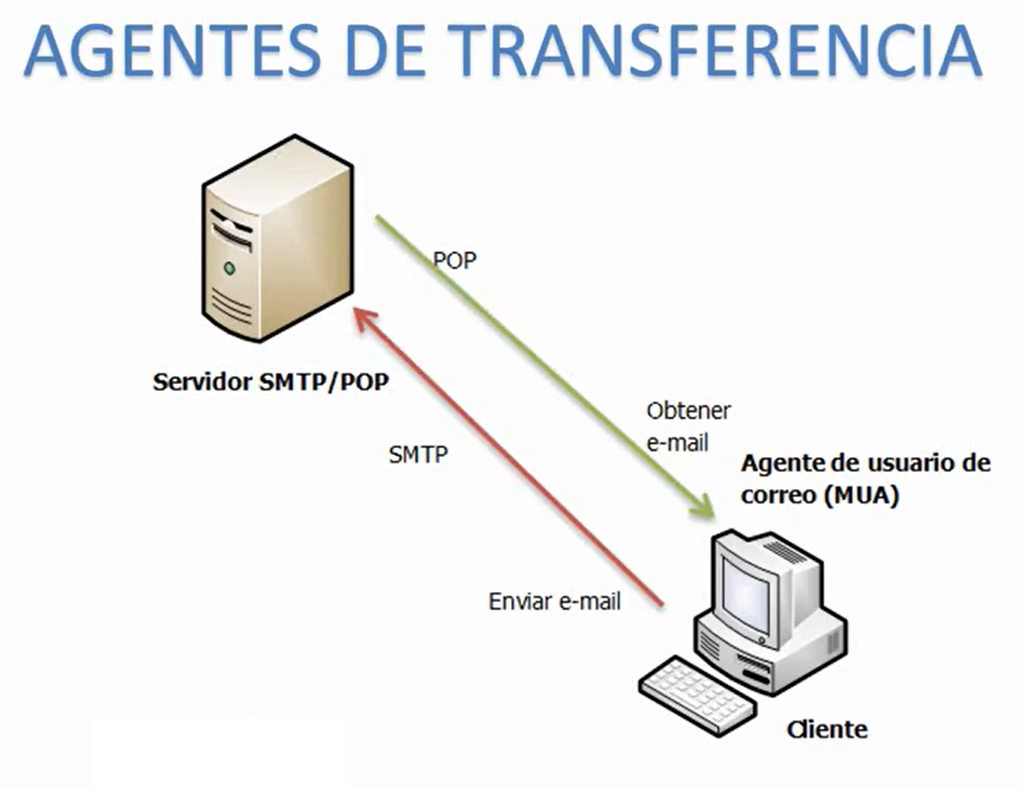 AGENTES DE TRANSFERENCIA
POP
Servidor SMTP/POP
SMTP
Obtener
e-mail
Agente de usuario de
correo (MUA)
Enviar e-mail
Cliente